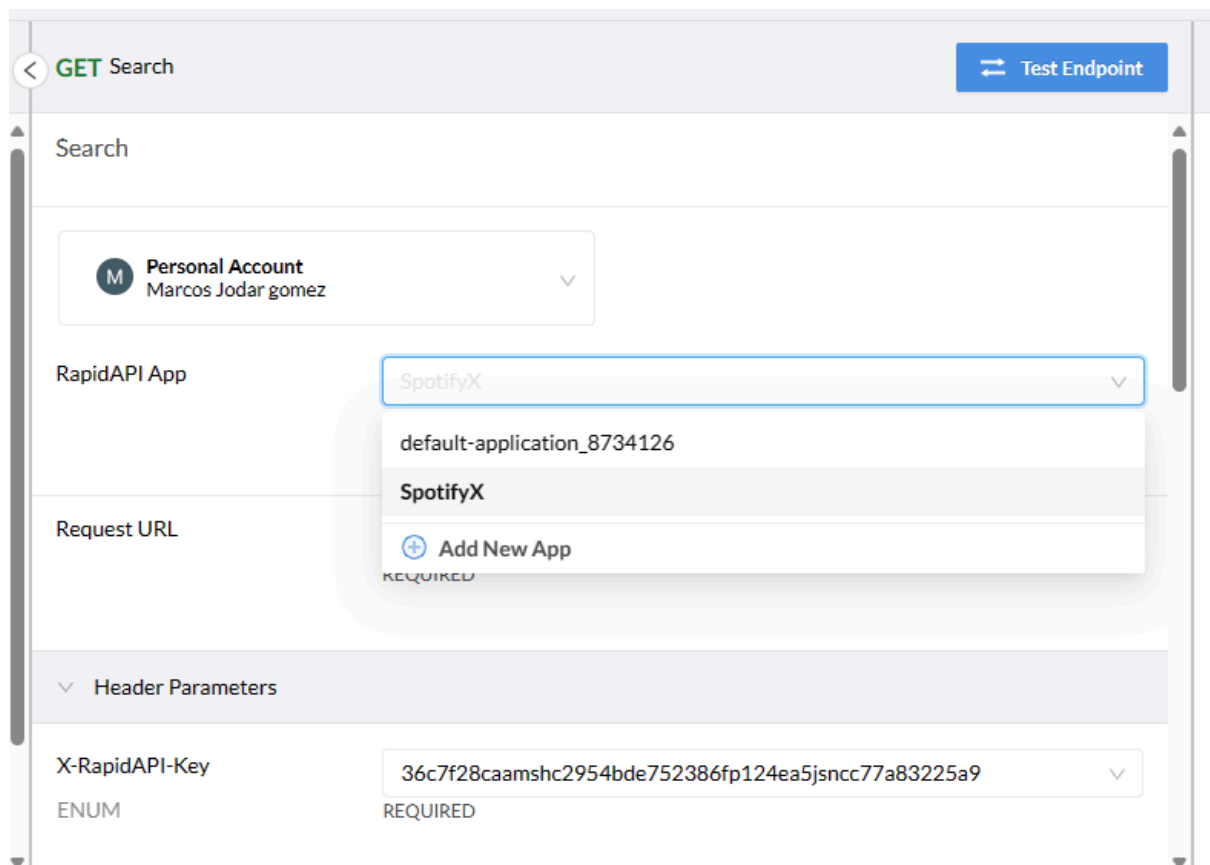 GET Search
Test Endpoint
Search
M
Personal Account
Marcos Jodar gomez
RapidAPI App
SpotifyX
default-application_8734126
SpotifyX
Add New App
Request URL
REQUIRED
Header Parameters
X-RapidAPI-Key
36c7f28caamshc2954bde752386fp124ea5jsncc77a83225a9
ENUM
REQUIRED